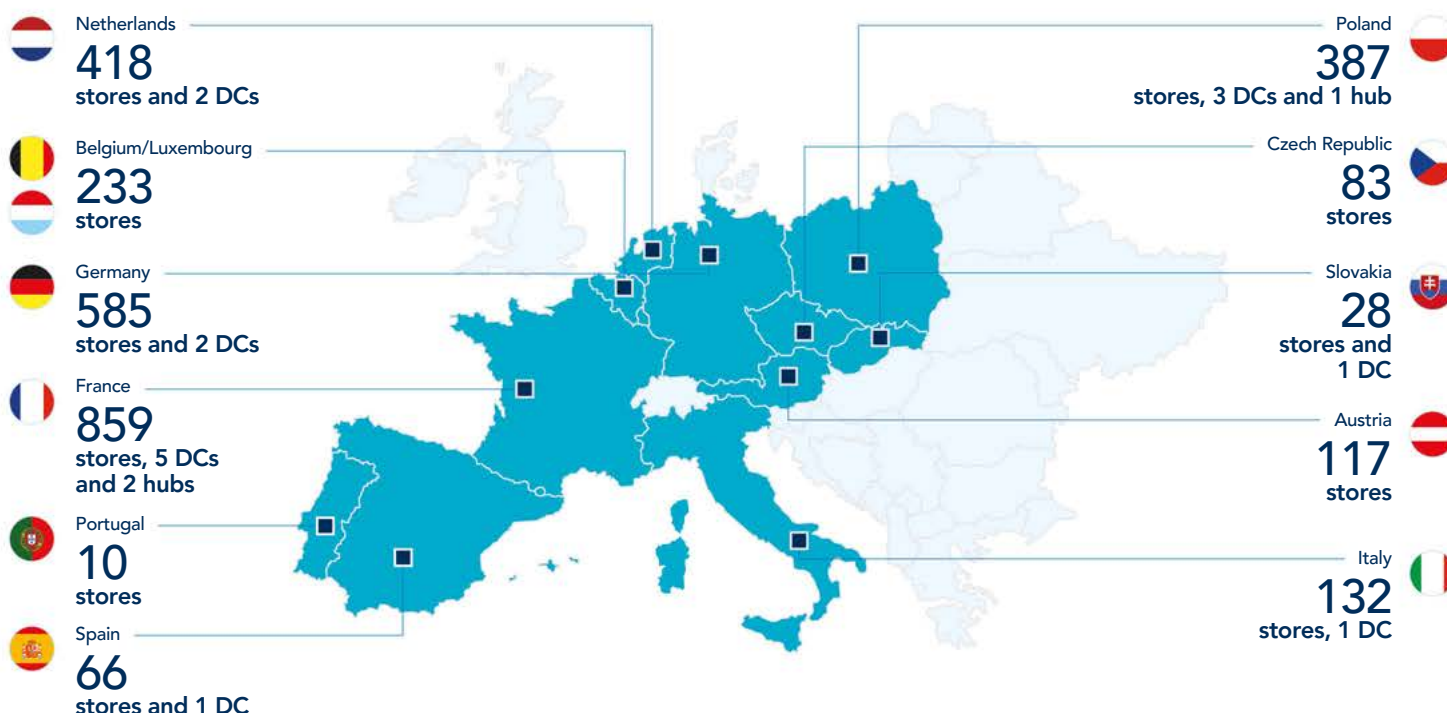 Netherlands
418
stores and 2 DCs
Belgium/Luxembourg
233
stores
Germany
585
stores and 2 DCs
France
859
stores, 5 DCs
and 2 hubs
Portugal
10
stores
Spain
66
stores and 1 DC
Poland
387
stores, 3 DCs and 1 hub
Czech Republic
83
stores
Slovakia
28
stores and
1 DC
Austria
117
stores
Italy
132
stores, 1 DC